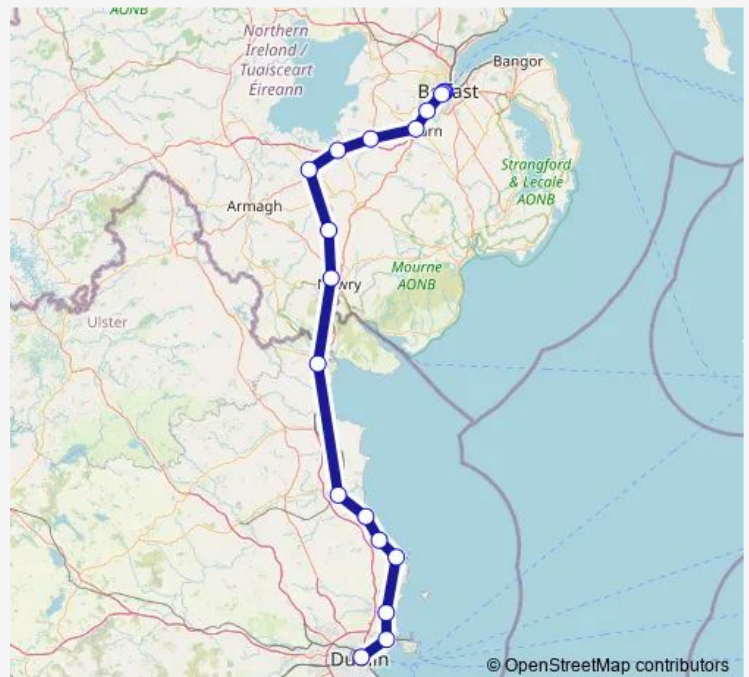 AONB
Northern
Ireland /
Tuaisceart
Éireann
Bangor
Strangford
& Lecale
AONB
Armagh
Mourne
AONB
Ulster
© OpenStreetMap contributors